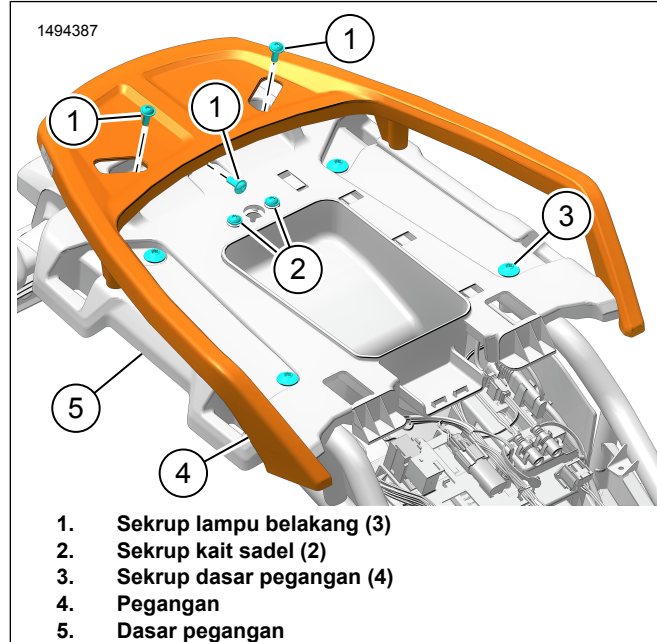 1494387
1
1
1
3
2
5
4
1. Sekrup lampu belakang (3)
2. Sekrup kait sadel (2)
3. Sekrup dasar pegangan (4)
4. Pegangan
5. Dasar pegangan